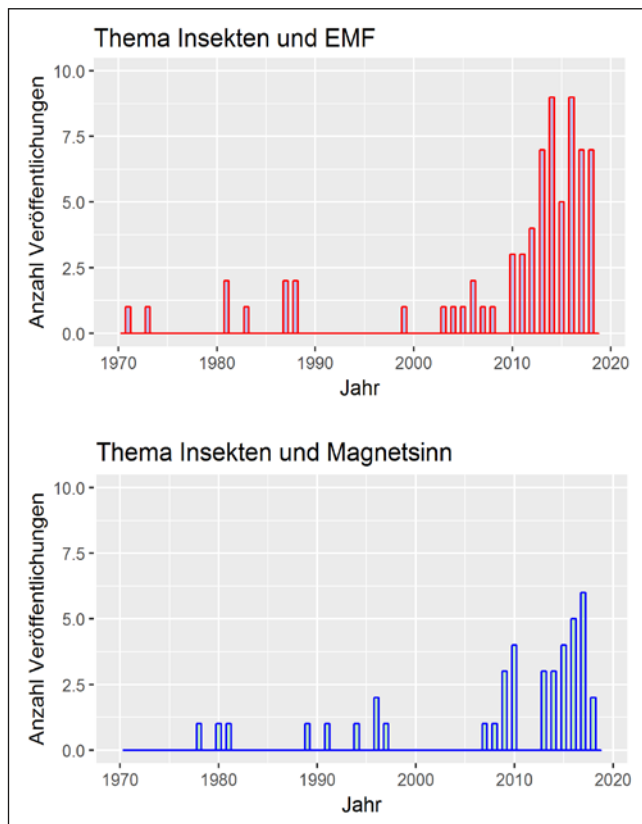 Thema Insekten und EMF
Anzahl Veröffentlichungen
10.0
7.5
5.0
2.5
0.0
1970 1980 1990 2000 2010 2020
Jahr
Thema Insekten und Magnetsinn
Anzahl Veröffentlichungen
10.0
7.5
5.0
2.5
0.0
1970 1980 1990 2000 2010 2020
Jahr